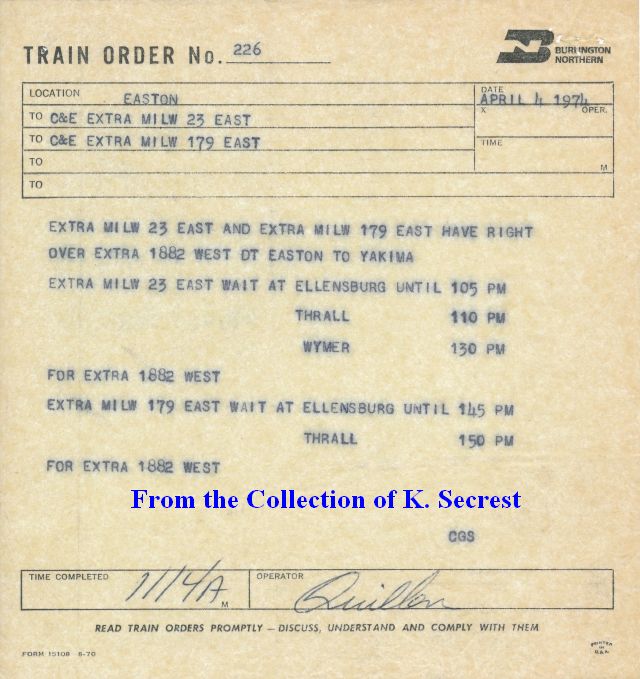 TRAIN ORDER No. 226
BURLINGTON
NORTHERN
LOCATION EASTON
DATE APRIL 4 1974
TO C&E EXTRA MILW 23 EAST
X OPER.
TO C&E EXTRA MILW 179 EAST
TIME
TO
M
TO
EXTRA MILW 23 EAST AND EXTRA MILW 179 EAST HAVE RIGHT
OVER EXTRA 1882 WEST DT EASTON TO YAKIMA
EXTRA MILW 23 EAST WAIT AT ELLENSBURG UNTIL 105 PM
THRALL 110 PM
WYMER 130 PM
FOR EXTRA 1882 WEST
EXTRA MILW 179 EAST WAIT AT ELLENSBURG UNTIL 145 PM
THRALL 150 PM
FOR EXTRA 1882 WEST
From the Collection of K. Secrest
CGS
TIME COMPLETED 1114A M
OPERATOR Quillen
READ TRAIN ORDERS PROMPTLY — DISCUSS, UNDERSTAND AND COMPLY WITH THEM
FORM 15108 8-70
PRINTED
IN
U.S.A.